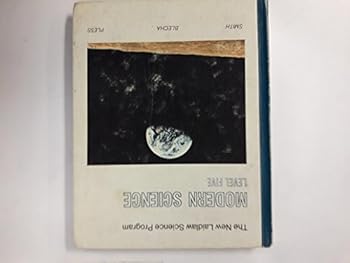 The New Laidlaw Science Program
MODERN SCIENCE
LEVEL FIVE
SMITH BLECHA PLESS